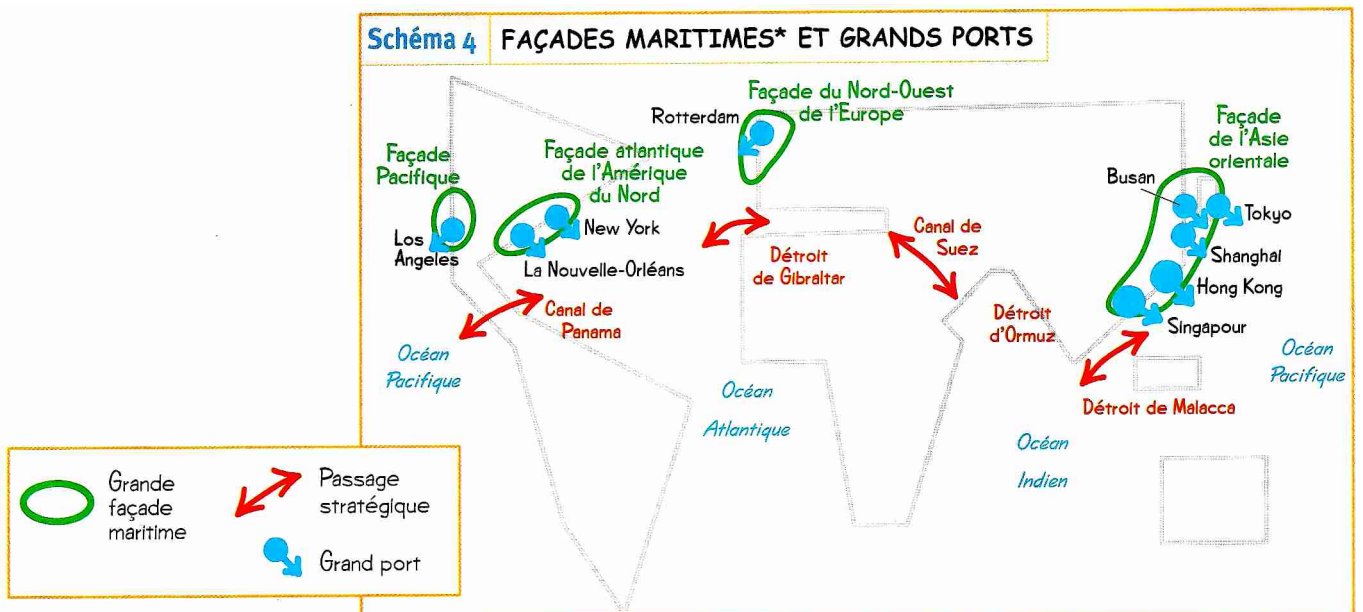 Schéma 4
FAÇADES MARITIMES* ET GRANDS PORTS
Façade
Pacifique
Los
Angeles
Façade atlantique
de l'Amérique
du Nord
New York
La Nouvelle-Orléans
Canal de
Panama
Océan
Pacifique
Rotterdam
Façade du Nord-Ouest
de l'Europe
Détroit
de Gibraltar
Canal de
Suez
Détroit
d'Ormuz
Océan
Atlantique
Océan
Indien
Façade
de l'Asie
orientale
Busan
Tokyo
Shanghai
Hong Kong
Singapour
Détroit de Malacca
Océan
Pacifique
Grande
façade
maritime
Passage
stratégique
Grand port